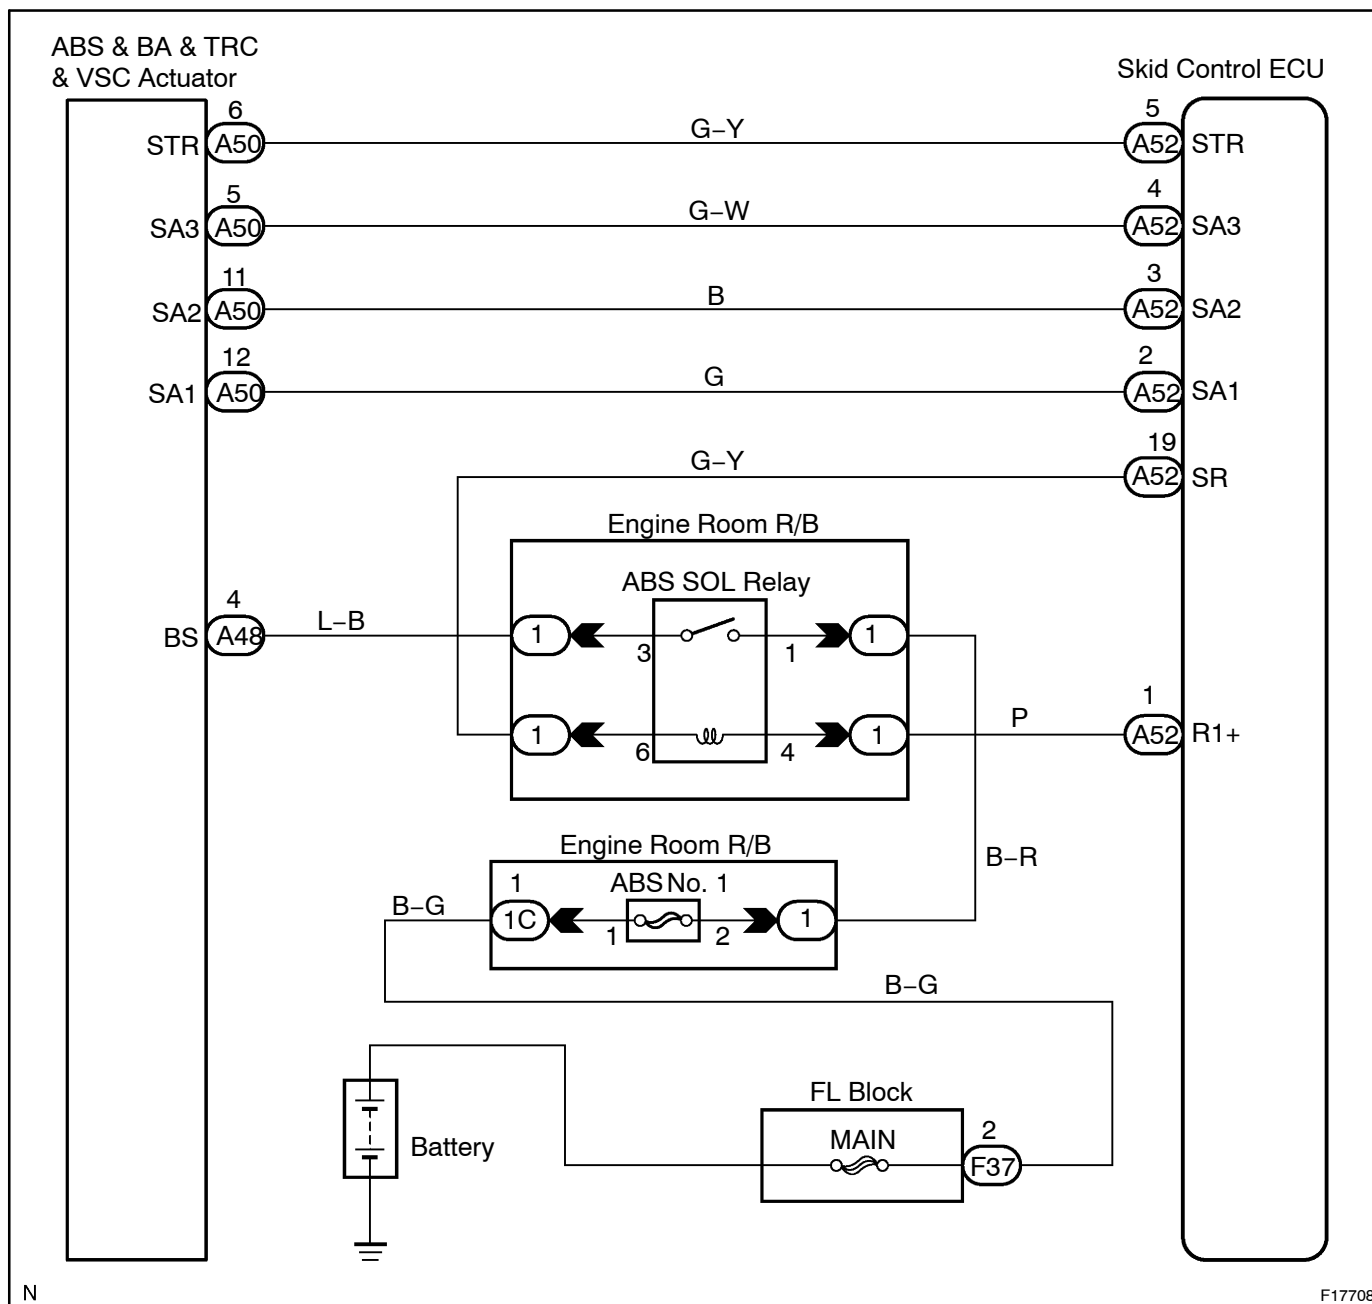 ABS & BA & TRC
& VSC Actuator
Skid Control ECU
6
STR A50
G–Y
5
A52 STR
5
SA3 A50
G–W
4
A52 SA3
11
SA2 A50
B
3
A52 SA2
12
SA1 A50
G
2
A52 SA1
G–Y
19
A52 SR
Engine Room R/B
ABS SOL Relay
4
BS A48
L–B
1
3
1
1
1
6
4
1
P
1
A52 R1+
Engine Room R/B
B–R
ABS No. 1
B–G
1
1C
1
2
1
B–G
Battery
FL Block
MAIN
2
F37
N
F17708